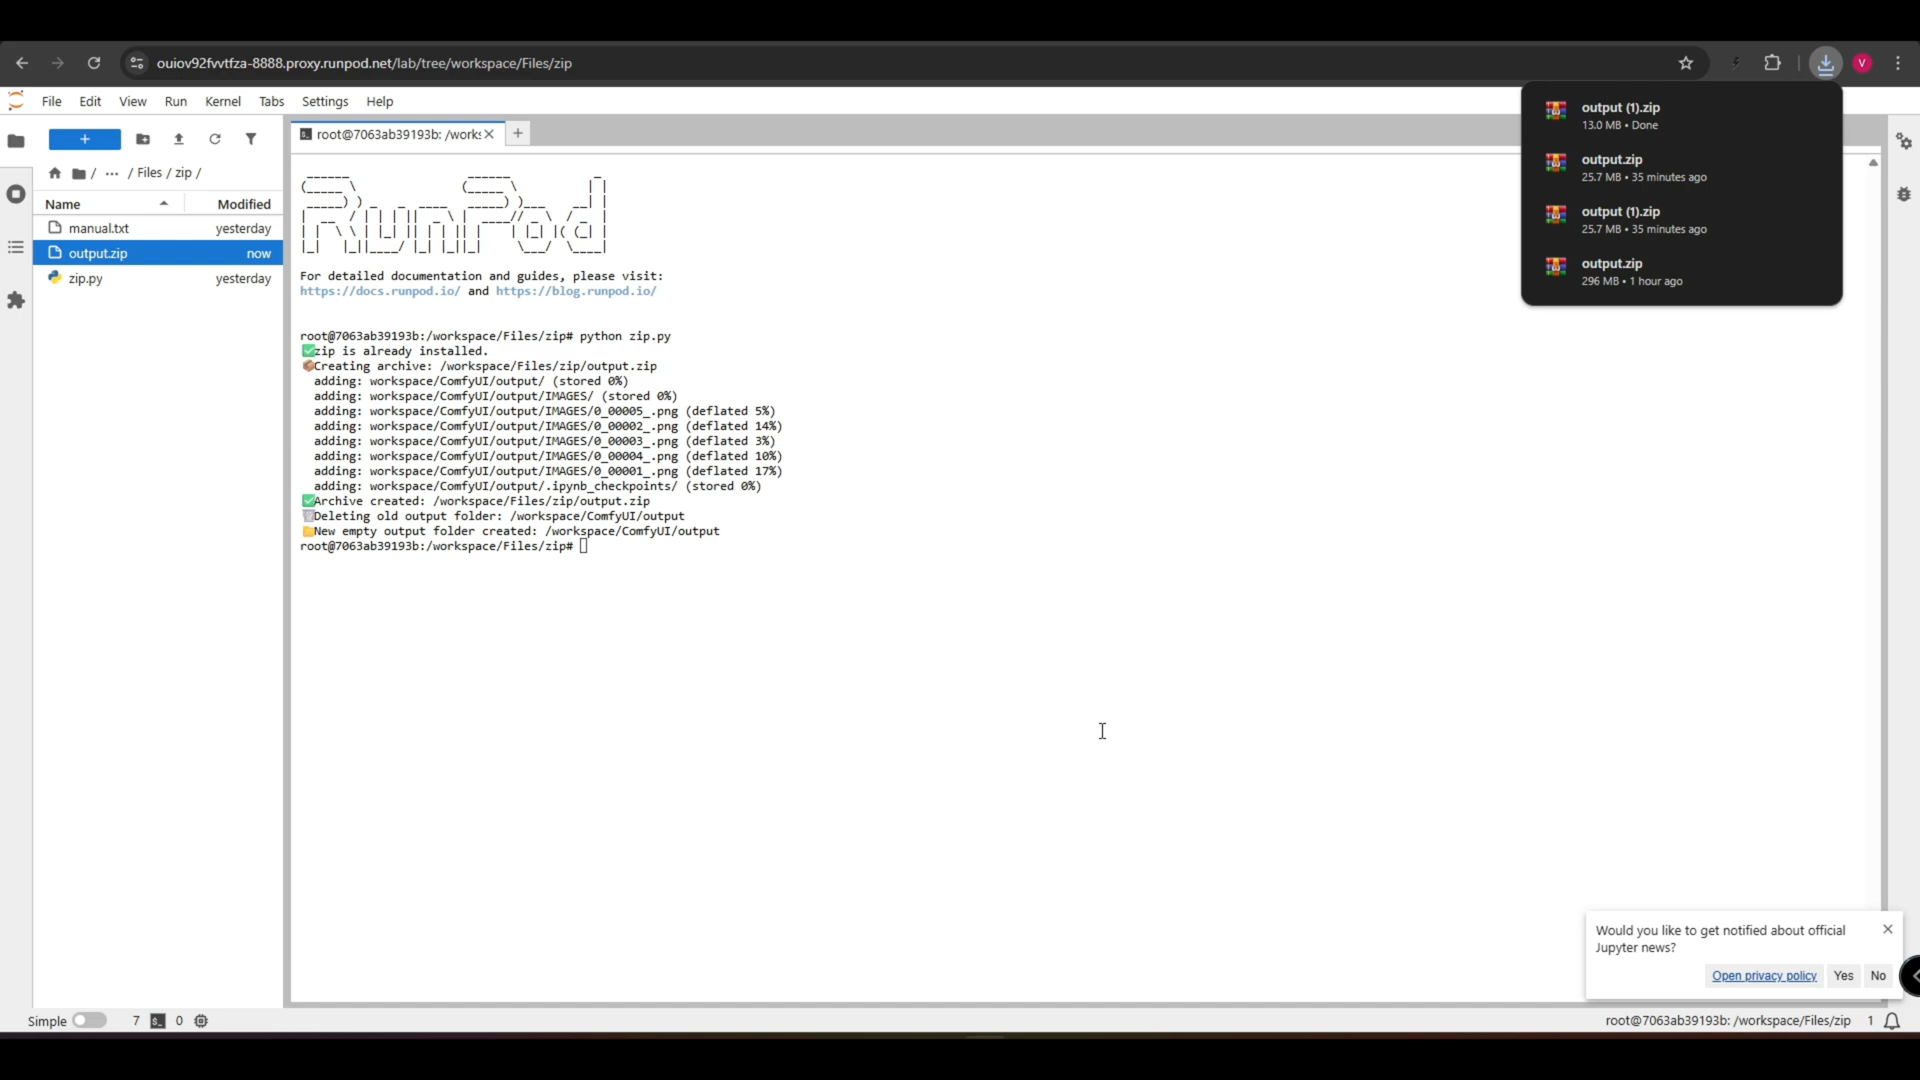 ouiov92fvvtfza-8888.proxy.runpod.net/lab/tree/workspace/Files/zip
V
File Edit View Run Kernel Tabs Settings Help
root@7063ab39193b: /works
/ ··· / Files / zip /
Name Modified
manual.txt yesterday
output.zip now
zip.py yesterday
output (1).zip
13.0 MB • Done
output.zip
25.7 MB • 35 minutes ago
output (1).zip
25.7 MB • 35 minutes ago
output.zip
296 MB • 1 hour ago
RunPod
For detailed documentation and guides, please visit:
https://docs.runpod.io/ and https://blog.runpod.io/
root@7063ab39193b:/workspace/Files/zip# python zip.py
✅zip is already installed.
📦Creating archive: /workspace/Files/zip/output.zip
adding: workspace/ComfyUI/output/ (stored 0%)
adding: workspace/ComfyUI/output/IMAGES/ (stored 0%)
adding: workspace/ComfyUI/output/IMAGES/0_00005_.png (deflated 5%)
adding: workspace/ComfyUI/output/IMAGES/0_00002_.png (deflated 14%)
adding: workspace/ComfyUI/output/IMAGES/0_00003_.png (deflated 3%)
adding: workspace/ComfyUI/output/IMAGES/0_00004_.png (deflated 10%)
adding: workspace/ComfyUI/output/IMAGES/0_00001_.png (deflated 17%)
adding: workspace/ComfyUI/output/.ipynb_checkpoints/ (stored 0%)
✅Archive created: /workspace/Files/zip/output.zip
🗑Deleting old output folder: /workspace/ComfyUI/output
📁New empty output folder created: /workspace/ComfyUI/output
root@7063ab39193b:/workspace/Files/zip#
Would you like to get notified about official
Jupyter news?
Open privacy policy Yes No
Simple 7 0
root@7063ab39193b: /workspace/Files/zip 1